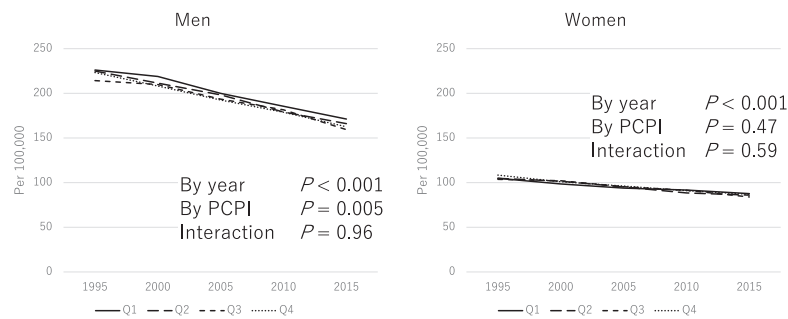 Men
250
200
150
100
50
0
Per 100,000
By year P < 0.001
By PCPI P = 0.005
Interaction P = 0.96
1995 2000 2005 2010 2015
Q1 Q2 Q3 Q4
Women
250
200
150
100
50
0
Per 100,000
By year P < 0.001
By PCPI P = 0.47
Interaction P = 0.59
1995 2000 2005 2010 2015
Q1 Q2 Q3 Q4